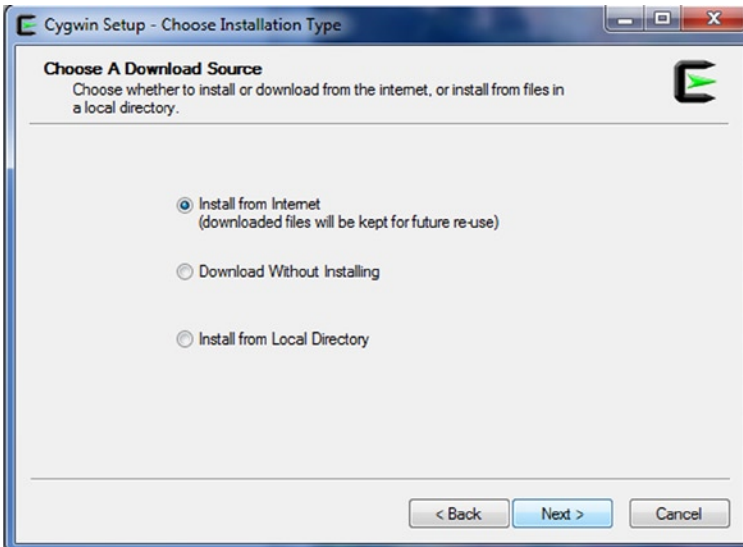 Cygwin Setup - Choose Installation Type
Choose A Download Source
Choose whether to install or download from the internet, or install from files in
a local directory.
Install from Internet
(downloaded files will be kept for future re-use)
Download Without Installing
Install from Local Directory
< Back Next > Cancel